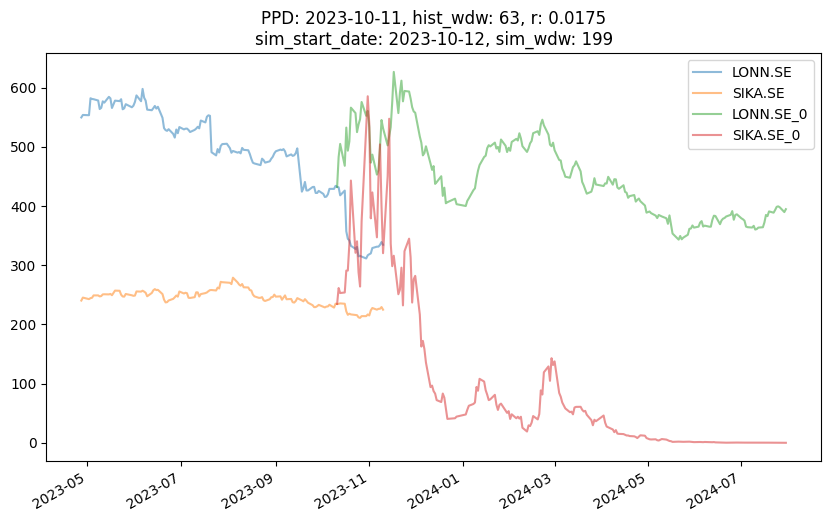 PPD: 2023-10-11, hist_wdw: 63, r: 0.0175
sim_start_date: 2023-10-12, sim_wdw: 199
LONN.SE
SIKA.SE
LONN.SE_0
SIKA.SE_0
600
500
400
300
200
100
0
2023-05
2023-07
2023-09
2023-11
2024-01
2024-03
2024-05
2024-07